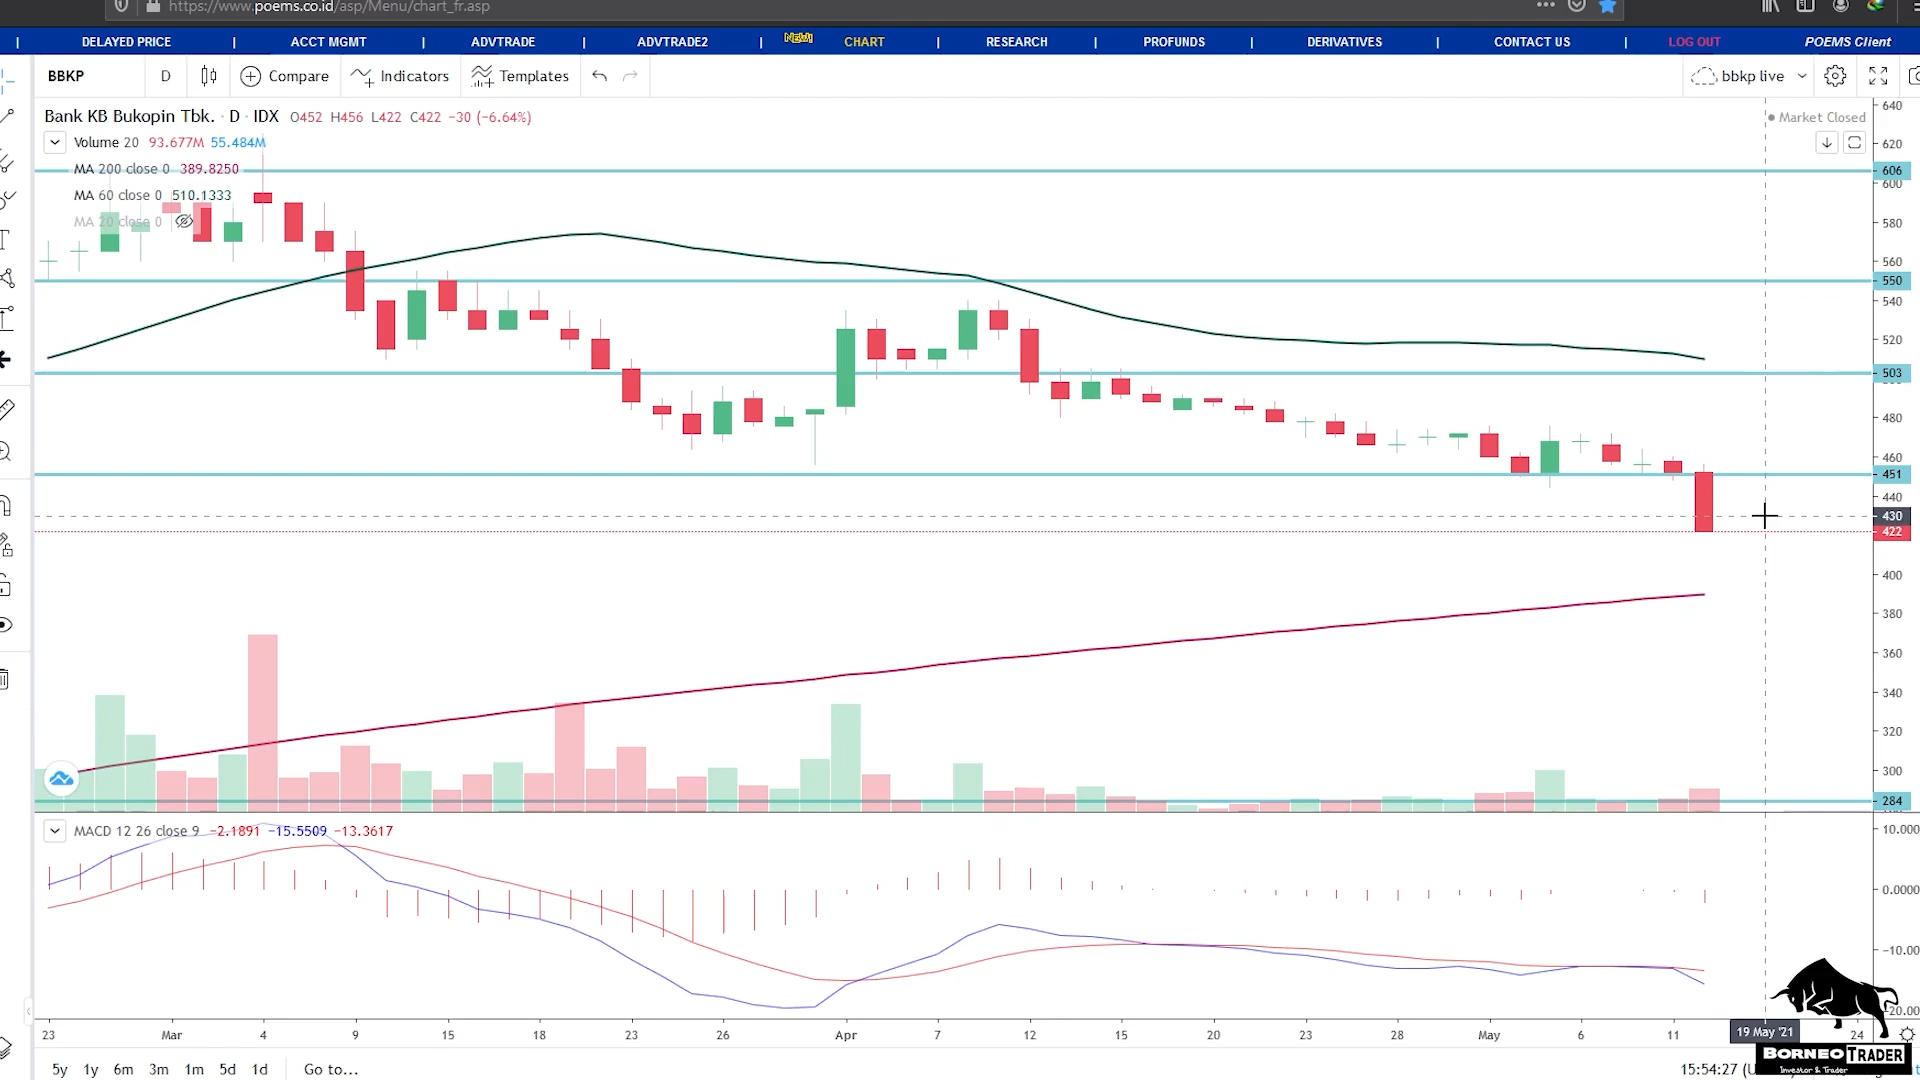 https://www.poems.co.id/asp/Menu/chart_fr.asp
| DELAYED PRICE | ACCT MGMT | ADVTRADE | ADVTRADE2 | NEW! CHART | RESEARCH | PROFUNDS | DERIVATIVES | CONTACT US | LOG OUT POEMS Client
BBKP D Compare Indicators Templates bbkp live
Bank KB Bukopin Tbk. · D · IDX O452 H456 L422 C422 −30 (−6.64%)
Market Closed
Volume 20 93.677M 55.484M
MA 200 close 0 389.8250
MA 60 close 0 510.1333
MA 20 close 0
640
620
606
600
580
560
550
540
520
503
480
460
451
440
430
422
400
380
360
340
320
300
284
MACD 12 26 close 9 −2.1891 −15.5509 −13.3617
10.000
0.0000
−10.00
20.00
23 Mar 4 9 15 18 23 26 Apr 7 12 15 20 23 28 May 6 11 19 May '21 24
BORNEO TRADER
Investor & Trader
5y 1y 6m 3m 1m 5d 1d Go to... 15:54:27 (U